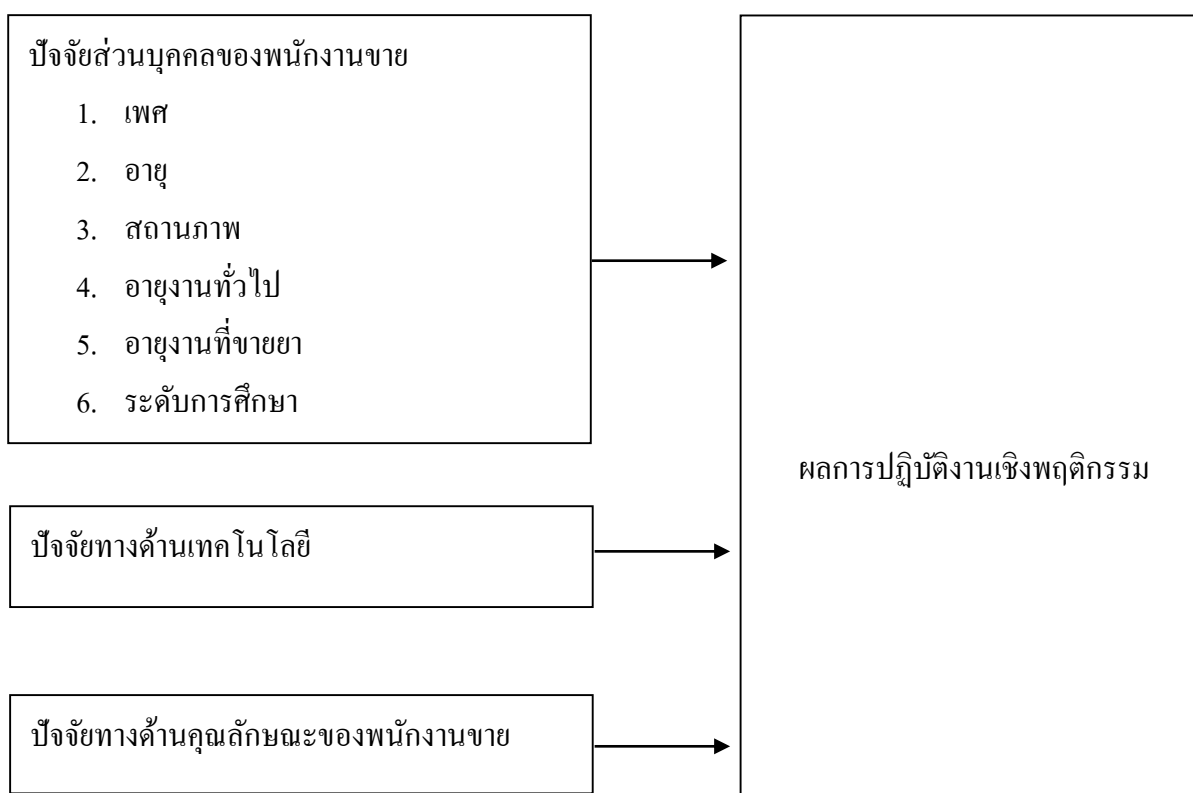 ปัจจัยส่วนบุคคลของพนักงานขาย
1. เพศ
2. อายุ
3. สถานภาพ
4. อายุงานทั่วไป
5. อายุงานที่ขายยา
6. ระดับการศึกษา
ผลการปฏิบัติงานเชิงพฤติกรรม
ปัจจัยทางด้านเทคโนโลยี
ปัจจัยทางด้านคุณลักษณะของพนักงานขาย